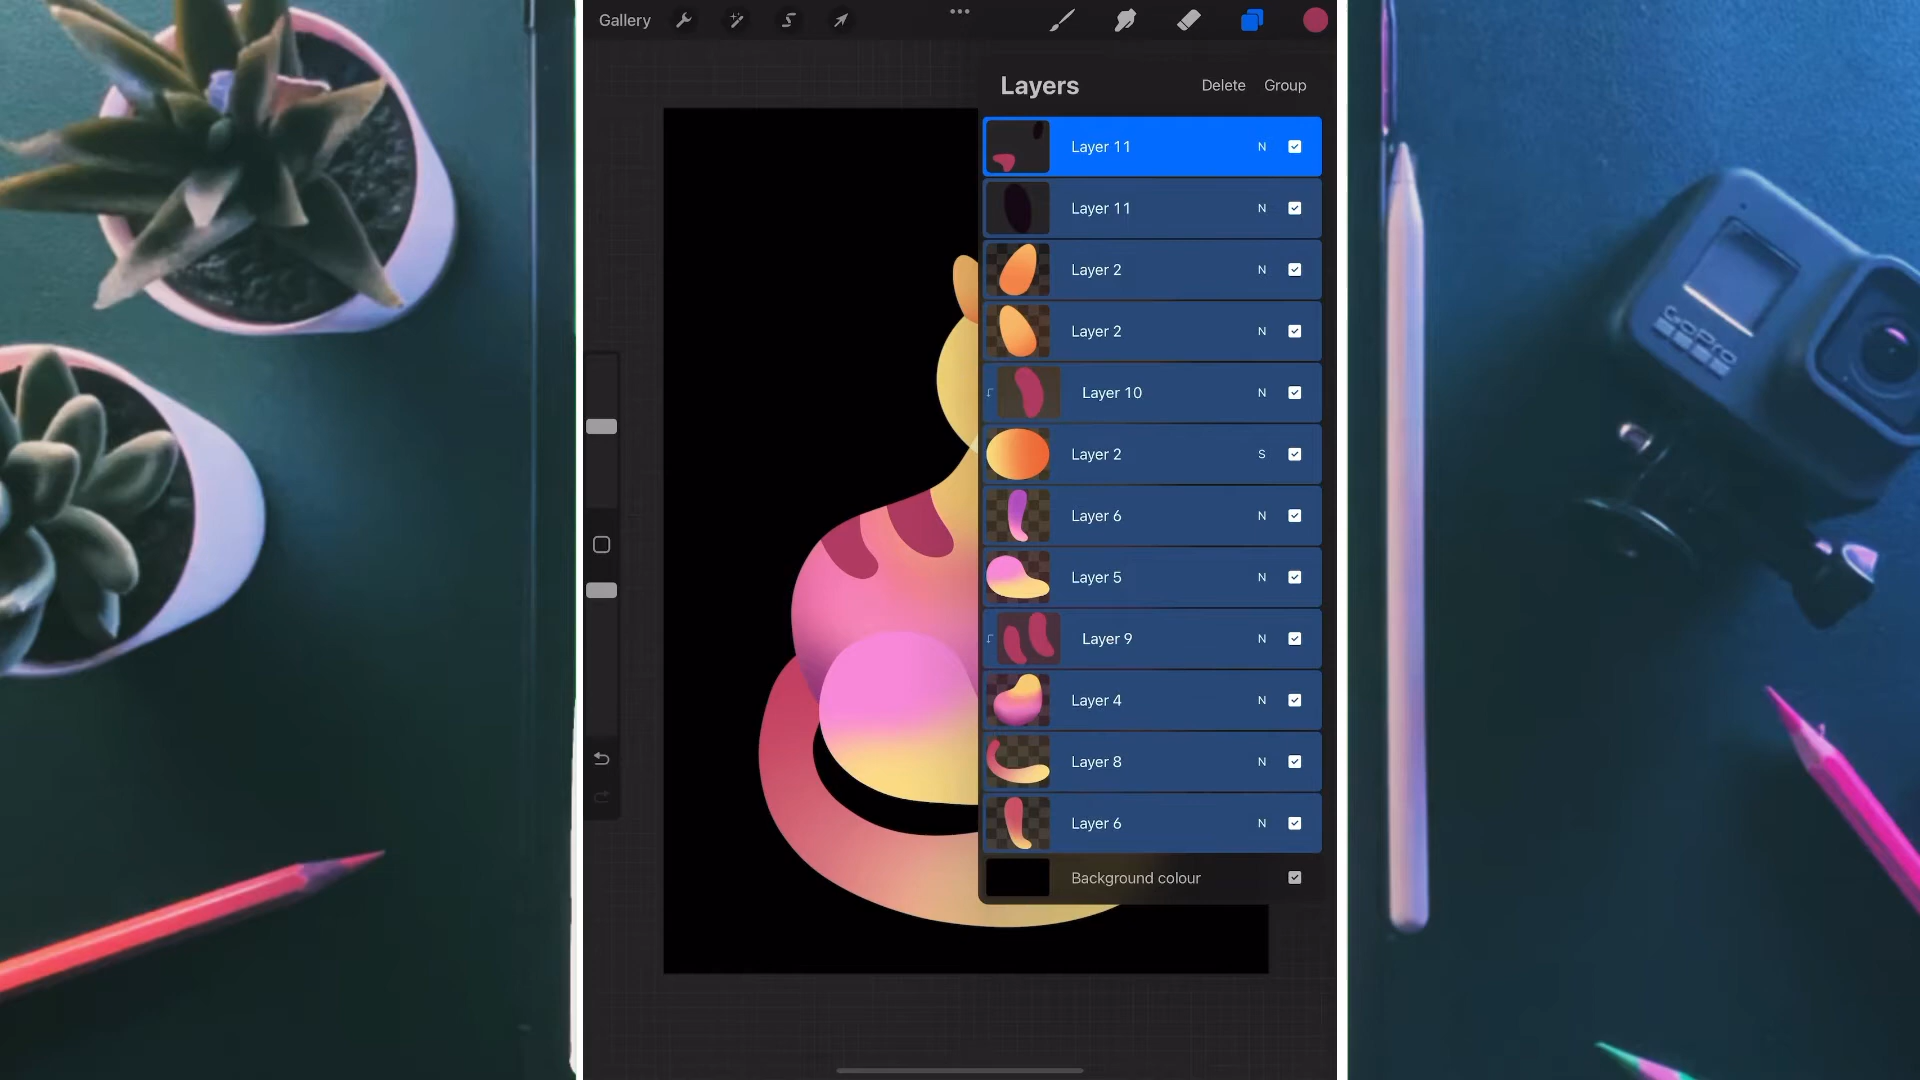 Gallery
Layers Delete Group
Layer 11 N
Layer 11 N
Layer 2 N
Layer 2 N
Layer 10 N
Layer 2 S
Layer 6 N
Layer 5 N
Layer 9 N
Layer 4 N
Layer 8 N
Layer 6 N
Background colour
GoPro